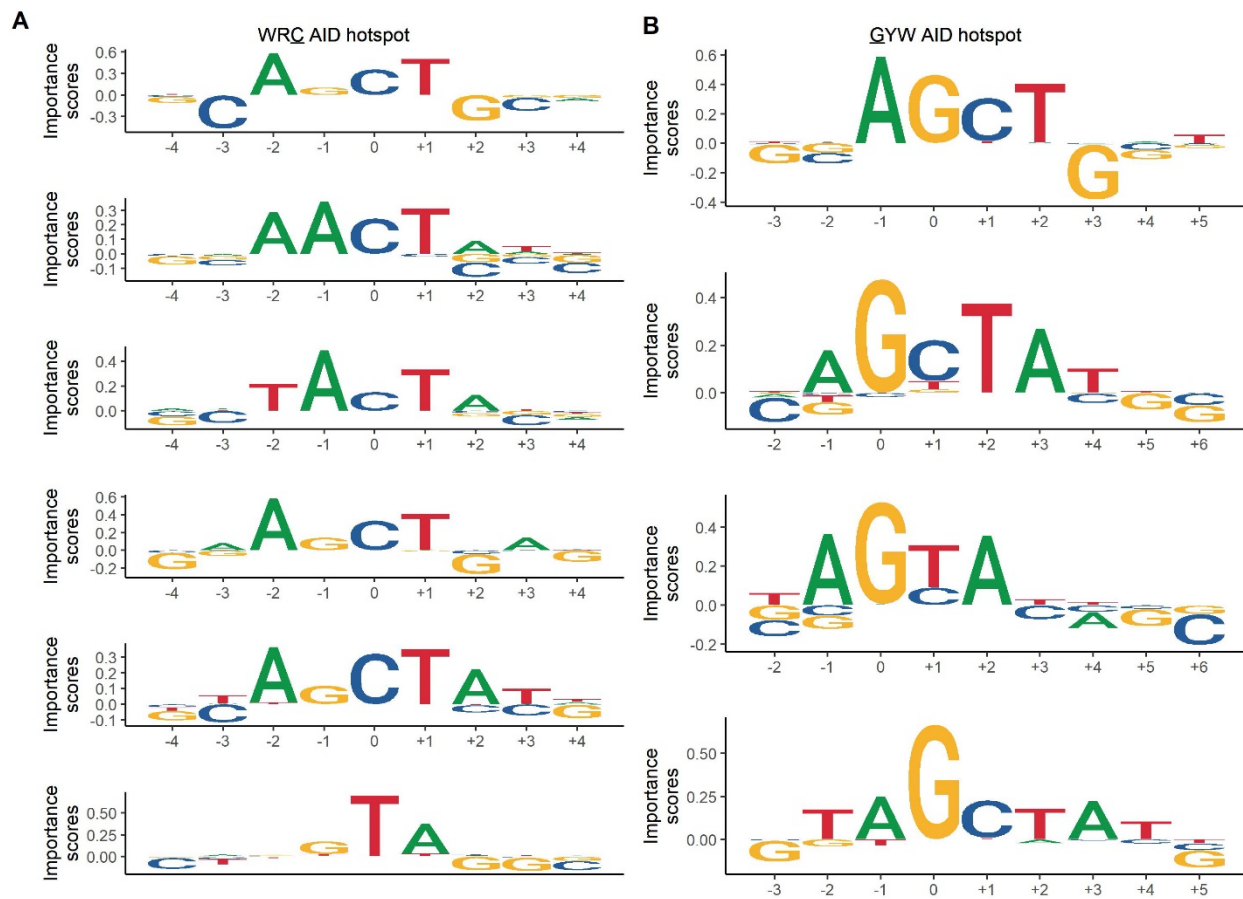 A
WRC AID hotspot
Importance scores
0.6
0.3
0.0
-0.3
C A G C T G C
-4 -3 -2 -1 0 +1 +2 +3 +4
Importance scores
0.3
0.2
0.1
0.0
-0.1
A A C T A
-4 -3 -2 -1 0 +1 +2 +3 +4
Importance scores
0.4
0.2
0.0
T A C T A
-4 -3 -2 -1 0 +1 +2 +3 +4
Importance scores
0.6
0.4
0.2
0.0
-0.2
G A A G C T G A G
-4 -3 -2 -1 0 +1 +2 +3 +4
Importance scores
0.3
0.2
0.1
0.0
-0.1
A G C T A T
-4 -3 -2 -1 0 +1 +2 +3 +4
Importance scores
0.50
0.25
0.00
C T G T A G G C
-4 -3 -2 -1 0 +1 +2 +3 +4
B
GYW AID hotspot
Importance scores
0.6
0.4
0.2
0.0
-0.2
-0.4
A G C T G
-3 -2 -1 0 +1 +2 +3 +4 +5
Importance scores
0.4
0.2
0.0
A G C T A T
-2 -1 0 +1 +2 +3 +4 +5 +6
Importance scores
0.4
0.2
0.0
-0.2
T A G T A
-2 -1 0 +1 +2 +3 +4 +5 +6
Importance scores
0.50
0.25
0.00
T A G C T A T
-3 -2 -1 0 +1 +2 +3 +4 +5